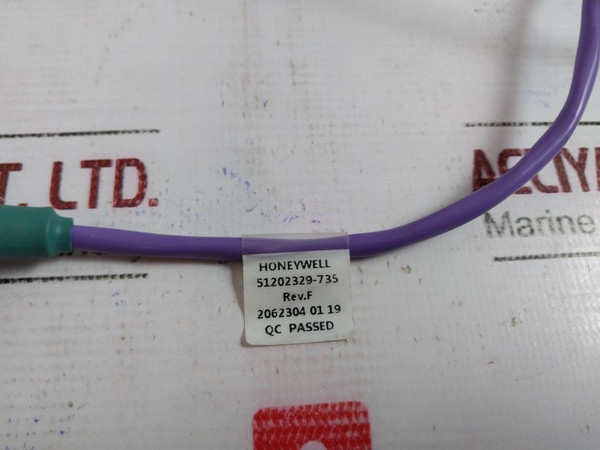 T. LTD.
Marine
HONEYWELL
51202329-735
Rev.F
2062304 01 19
QC PASSED